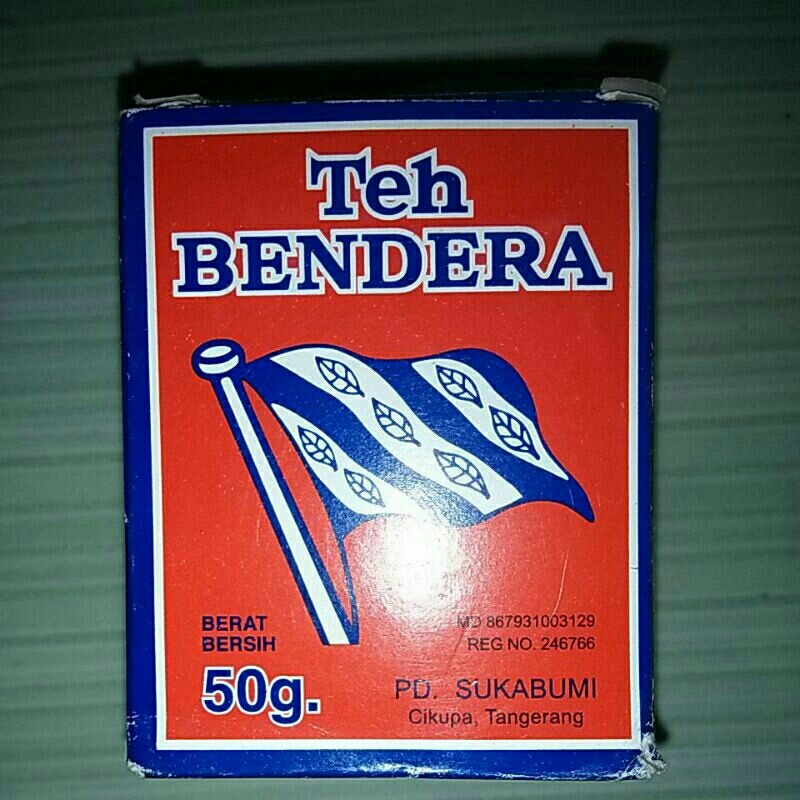 Teh
BENDERA
BERAT
BERSIH
50g.
MD 867931003129
REG NO. 246766
PD. SUKABUMI
Cikupa, Tangerang